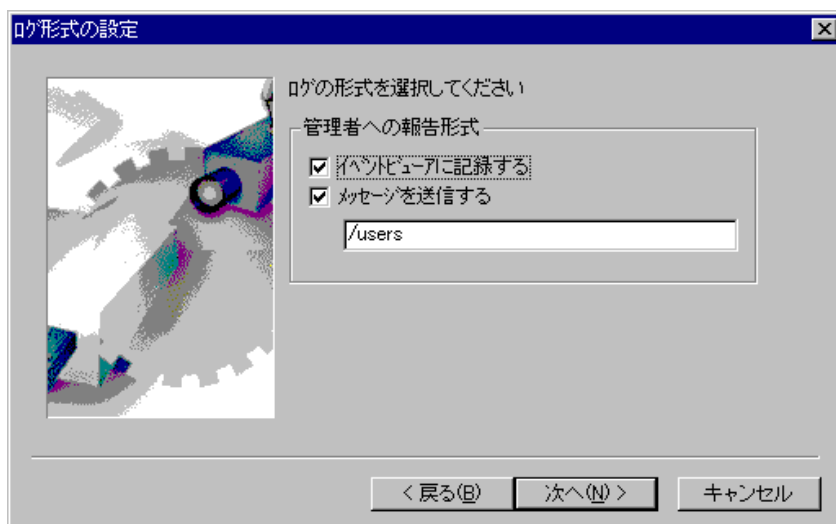 ﾛｸﾞ形式の設定
ﾛｸﾞの形式を選択してください
管理者への報告形式
ｲﾍﾞﾝﾄﾋﾞｭｰｱに記録する
ﾒｯｾｰｼﾞを送信する
/users
< 戻る(B)
次へ(N) >
キャンセル